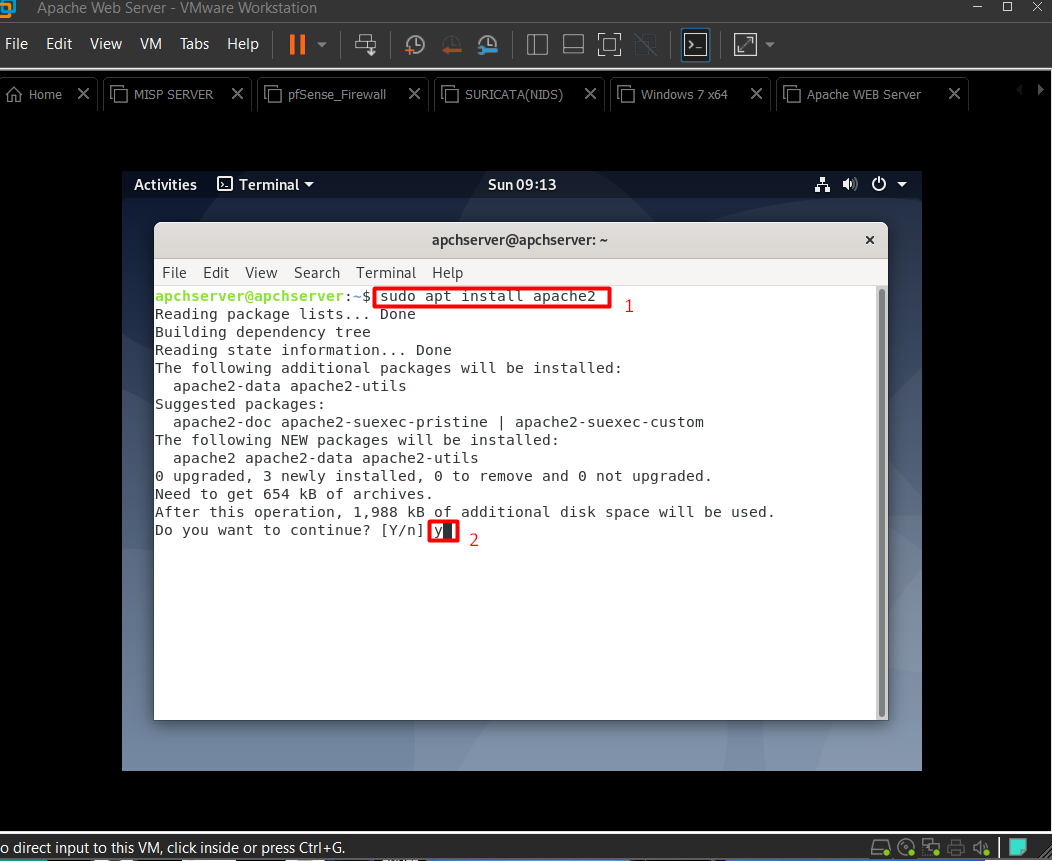 Apache Web Server - VMware Workstation
File Edit View VM Tabs Help
Home MISP SERVER pfSense_Firewall SURICATA(NIDS) Windows 7 x64 Apache WEB Server
Activities Terminal Sun 09:13
apchserver@apchserver: ~
File Edit View Search Terminal Help
apchserver@apchserver:~$ sudo apt install apache2 1
Reading package lists... Done
Building dependency tree
Reading state information... Done
The following additional packages will be installed:
apache2-data apache2-utils
Suggested packages:
apache2-doc apache2-suexec-pristine | apache2-suexec-custom
The following NEW packages will be installed:
apache2 apache2-data apache2-utils
0 upgraded, 3 newly installed, 0 to remove and 0 not upgraded.
Need to get 654 kB of archives.
After this operation, 1,988 kB of additional disk space will be used.
Do you want to continue? [Y/n] y 2
o direct input to this VM, click inside or press Ctrl+G.